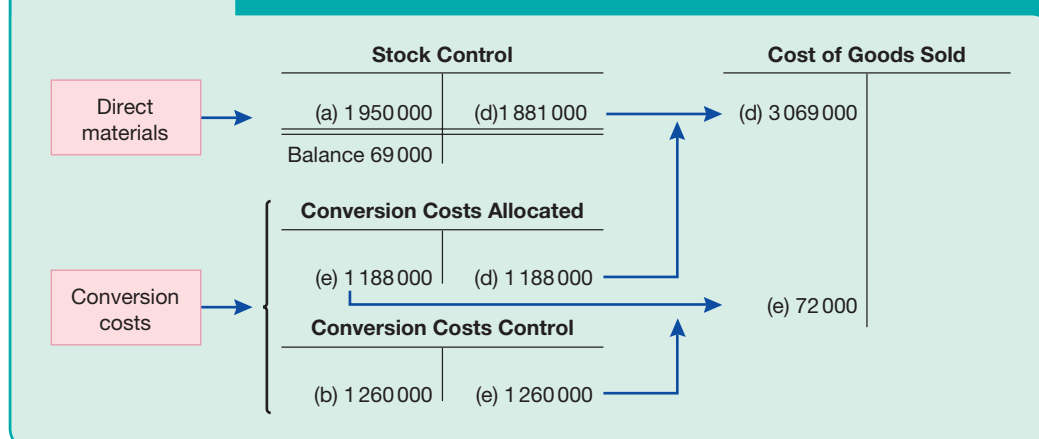 Stock Control
Cost of Goods Sold
Direct
materials
(a) 1 950 000
(d)1 881 000
(d) 3 069 000
Balance 69 000
Conversion Costs Allocated
(e) 1 188 000
(d) 1 188 000
Conversion
costs
(e) 72 000
Conversion Costs Control
(b) 1 260 000
(e) 1 260 000